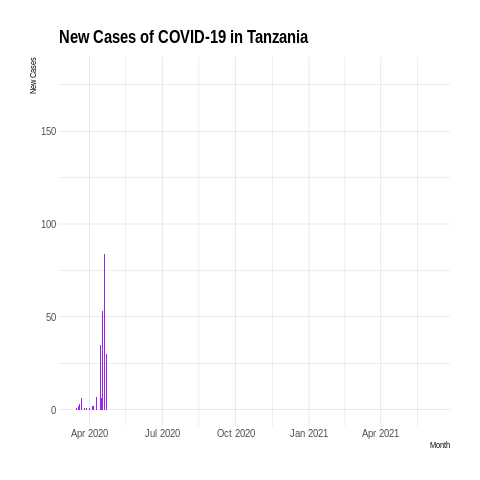 New Cases of COVID-19 in Tanzania
New Cases
150
100
50
0
Apr 2020 Jul 2020 Oct 2020 Jan 2021 Apr 2021
Month